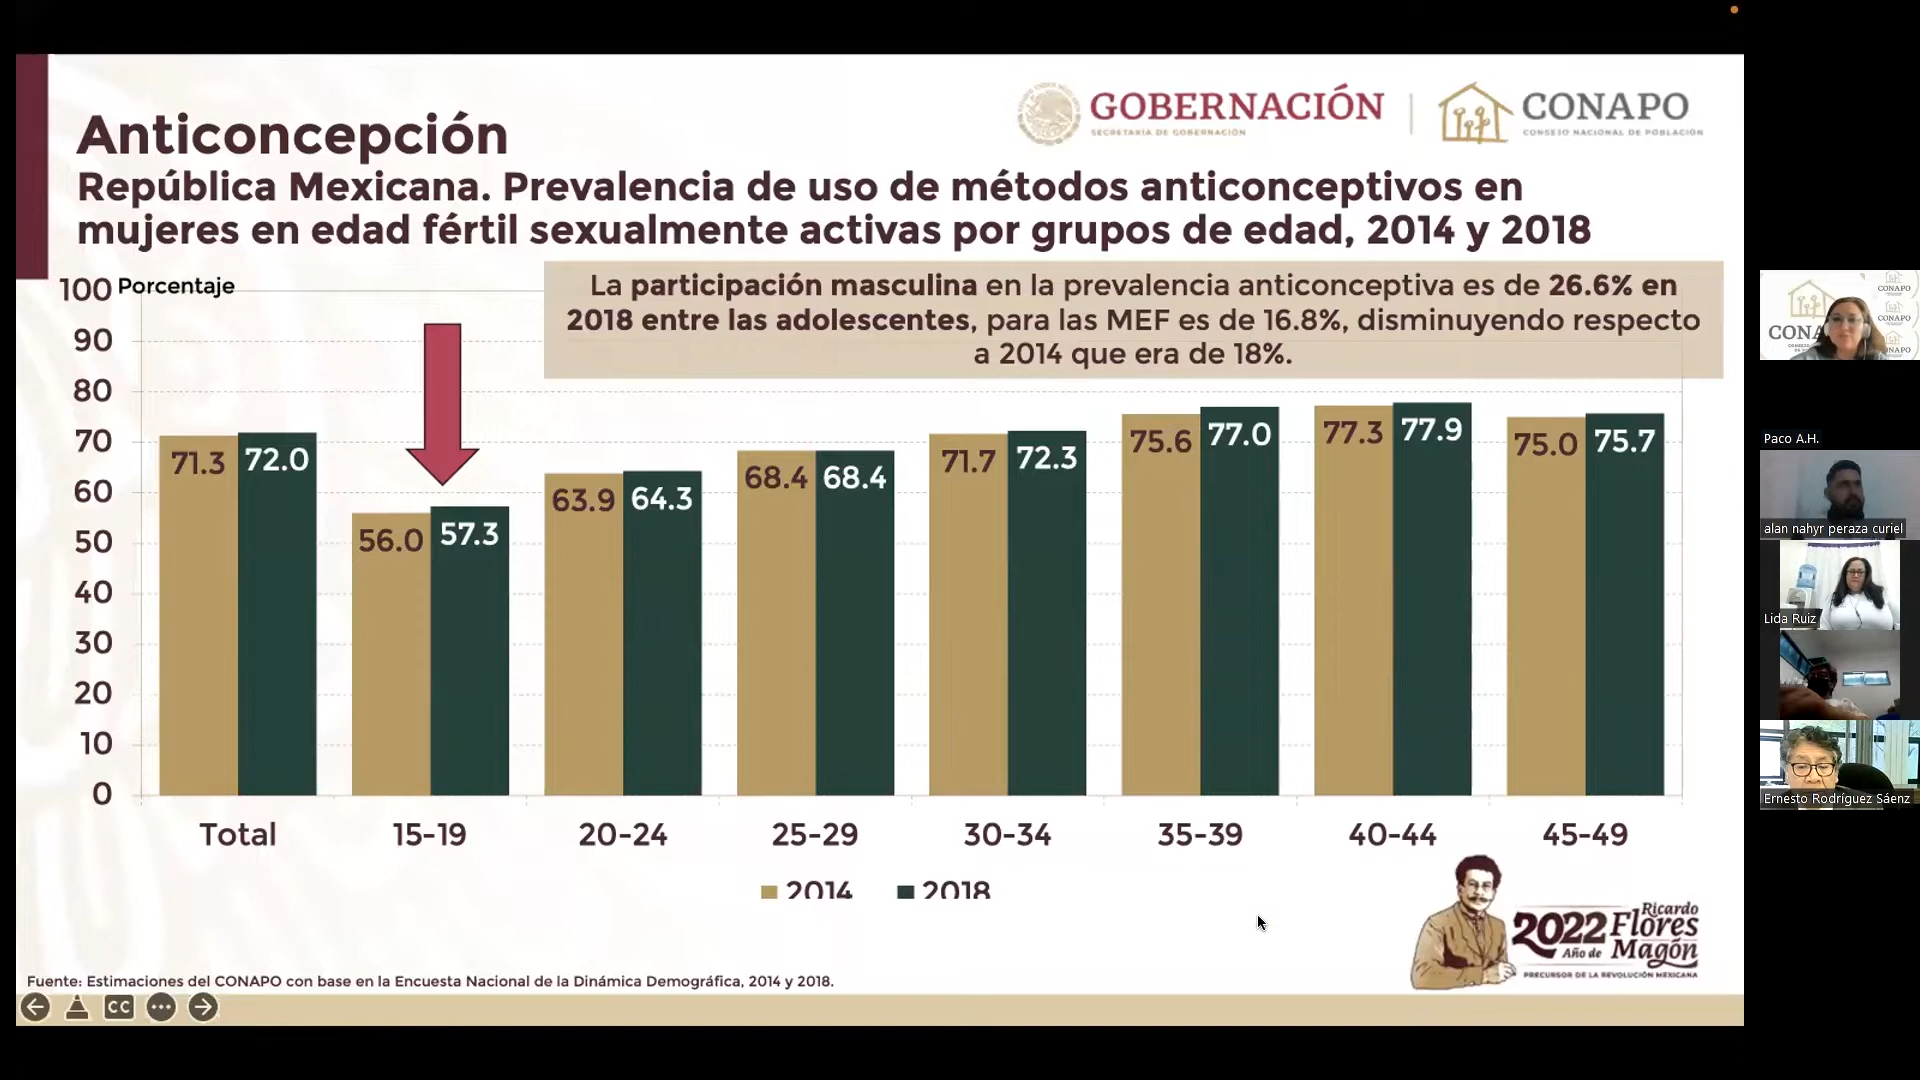 GOBERNACIÓN
SECRETARÍA DE GOBERNACIÓN
CONAPO
CONSEJO NACIONAL DE POBLACIÓN
Anticoncepción
República Mexicana. Prevalencia de uso de métodos anticonceptivos en
mujeres en edad fértil sexualmente activas por grupos de edad, 2014 y 2018
Porcentaje
La participación masculina en la prevalencia anticonceptiva es de 26.6% en
2018 entre las adolescentes, para las MEF es de 16.8%, disminuyendo respecto
a 2014 que era de 18%.
100
90
80
70
60
50
40
30
20
10
0
71.3 72.0
56.0 57.3
63.9 64.3
68.4 68.4
71.7 72.3
75.6 77.0
77.3 77.9
75.0 75.7
Total 15-19 20-24 25-29 30-34 35-39 40-44 45-49
2014 2018
2022 Ricardo
Flores
Año de Magón
PRECURSOR DE LA REVOLUCIÓN MEXICANA
Fuente: Estimaciones del CONAPO con base en la Encuesta Nacional de la Dinámica Demográfica, 2014 y 2018.
CC
CONAPO
CONAPO
CONAPO
Paco A.H.
alan nahyr peraza curiel
Lida Ruiz
Ernesto Rodríguez Sáenz